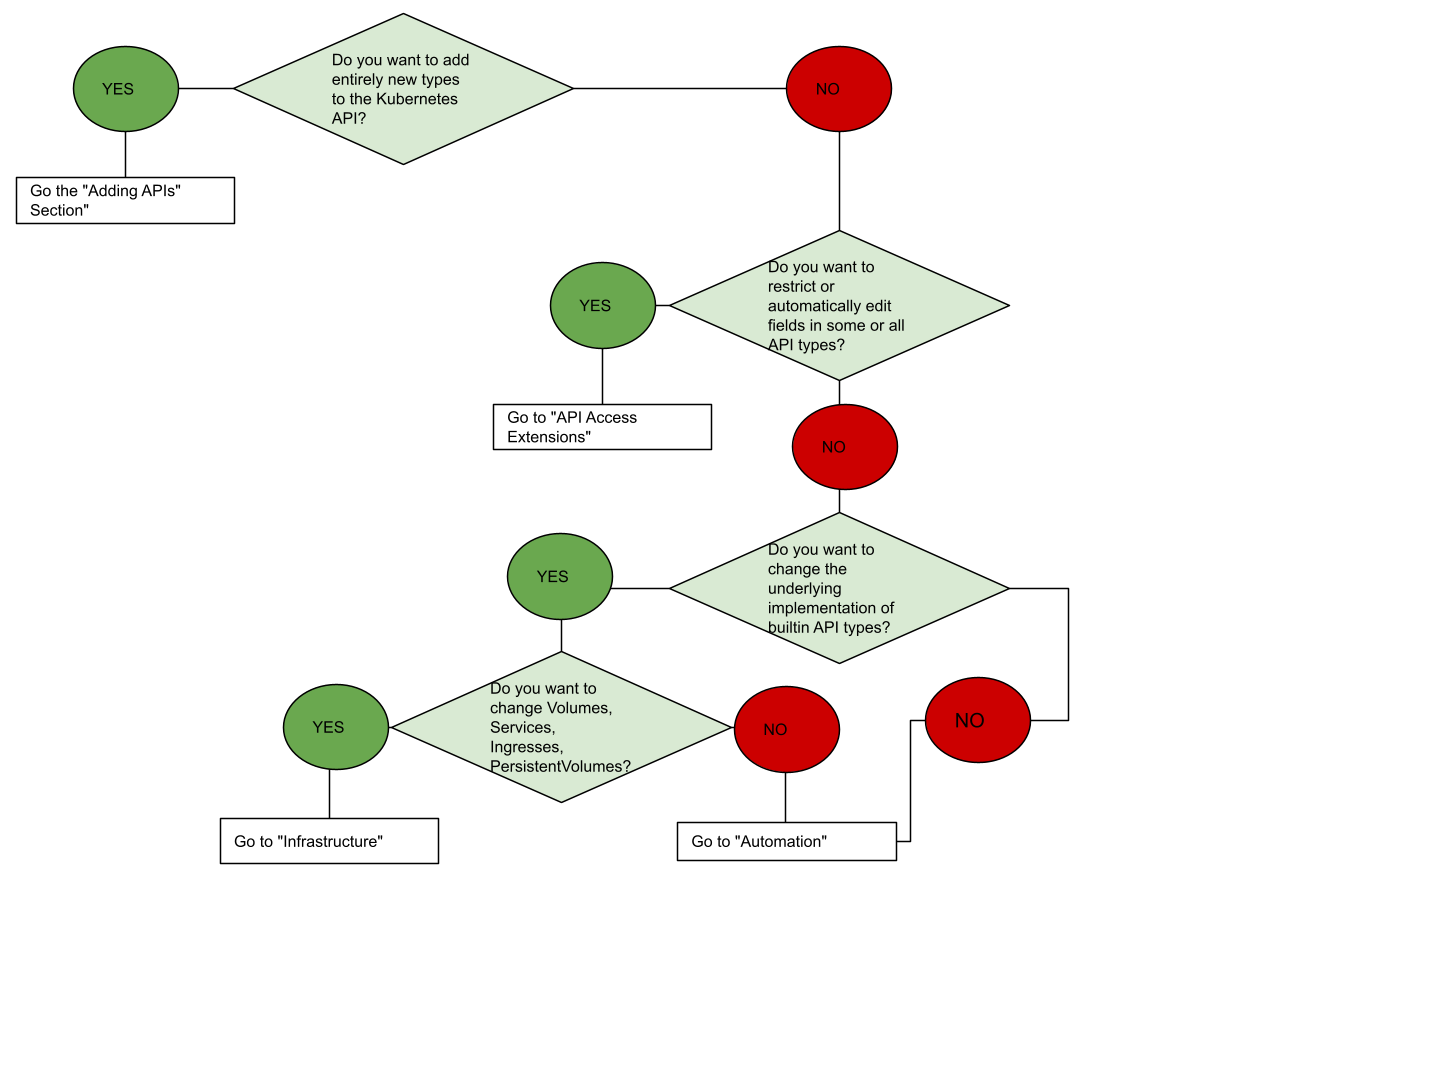 YES
Do you want to add
entirely new types
to the Kubernetes
API?
NO
Go the "Adding APIs"
Section"
YES
Do you want to
restrict or
automatically edit
fields in some or all
API types?
Go to "API Access
Extensions"
NO
YES
Do you want to
change the
underlying
implementation of
builtin API types?
YES
Do you want to
change Volumes,
Services,
Ingresses,
PersistentVolumes?
NO
NO
Go to "Infrastructure"
Go to "Automation"